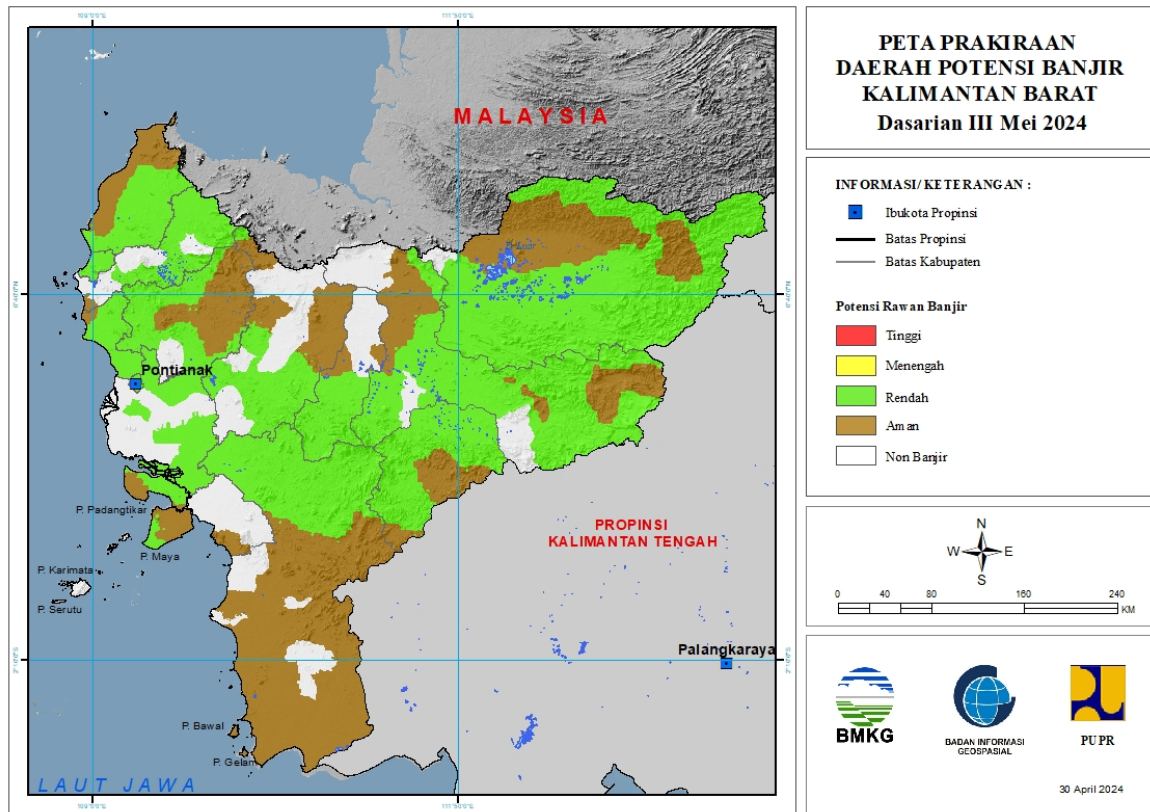 PETA PRAKIRAAN
DAERAH POTENSI BANJIR
KALIMANTAN BARAT
Dasarian III Mei 2024
INFORMASI/ KETERANGAN :
Ibukota Propinsi
Batas Propinsi
Batas Kabupaten
Potensi Rawan Banjir
Tinggi
Menengah
Rendah
Aman
Non Banjir
N
W E
S
0 40 80 160 240
KM
BMKG
BADAN INFORMASI
GEOSPASIAL
PUPR
30 April 2024
MALAYSIA
Pontianak
P. Padangtikar
P. Maya
P. Karimata
P. Serutu
PROPINSI
KALIMANTAN TENGAH
Palangkaraya
P. Bawal
P. Gelam
LAUT JAWA